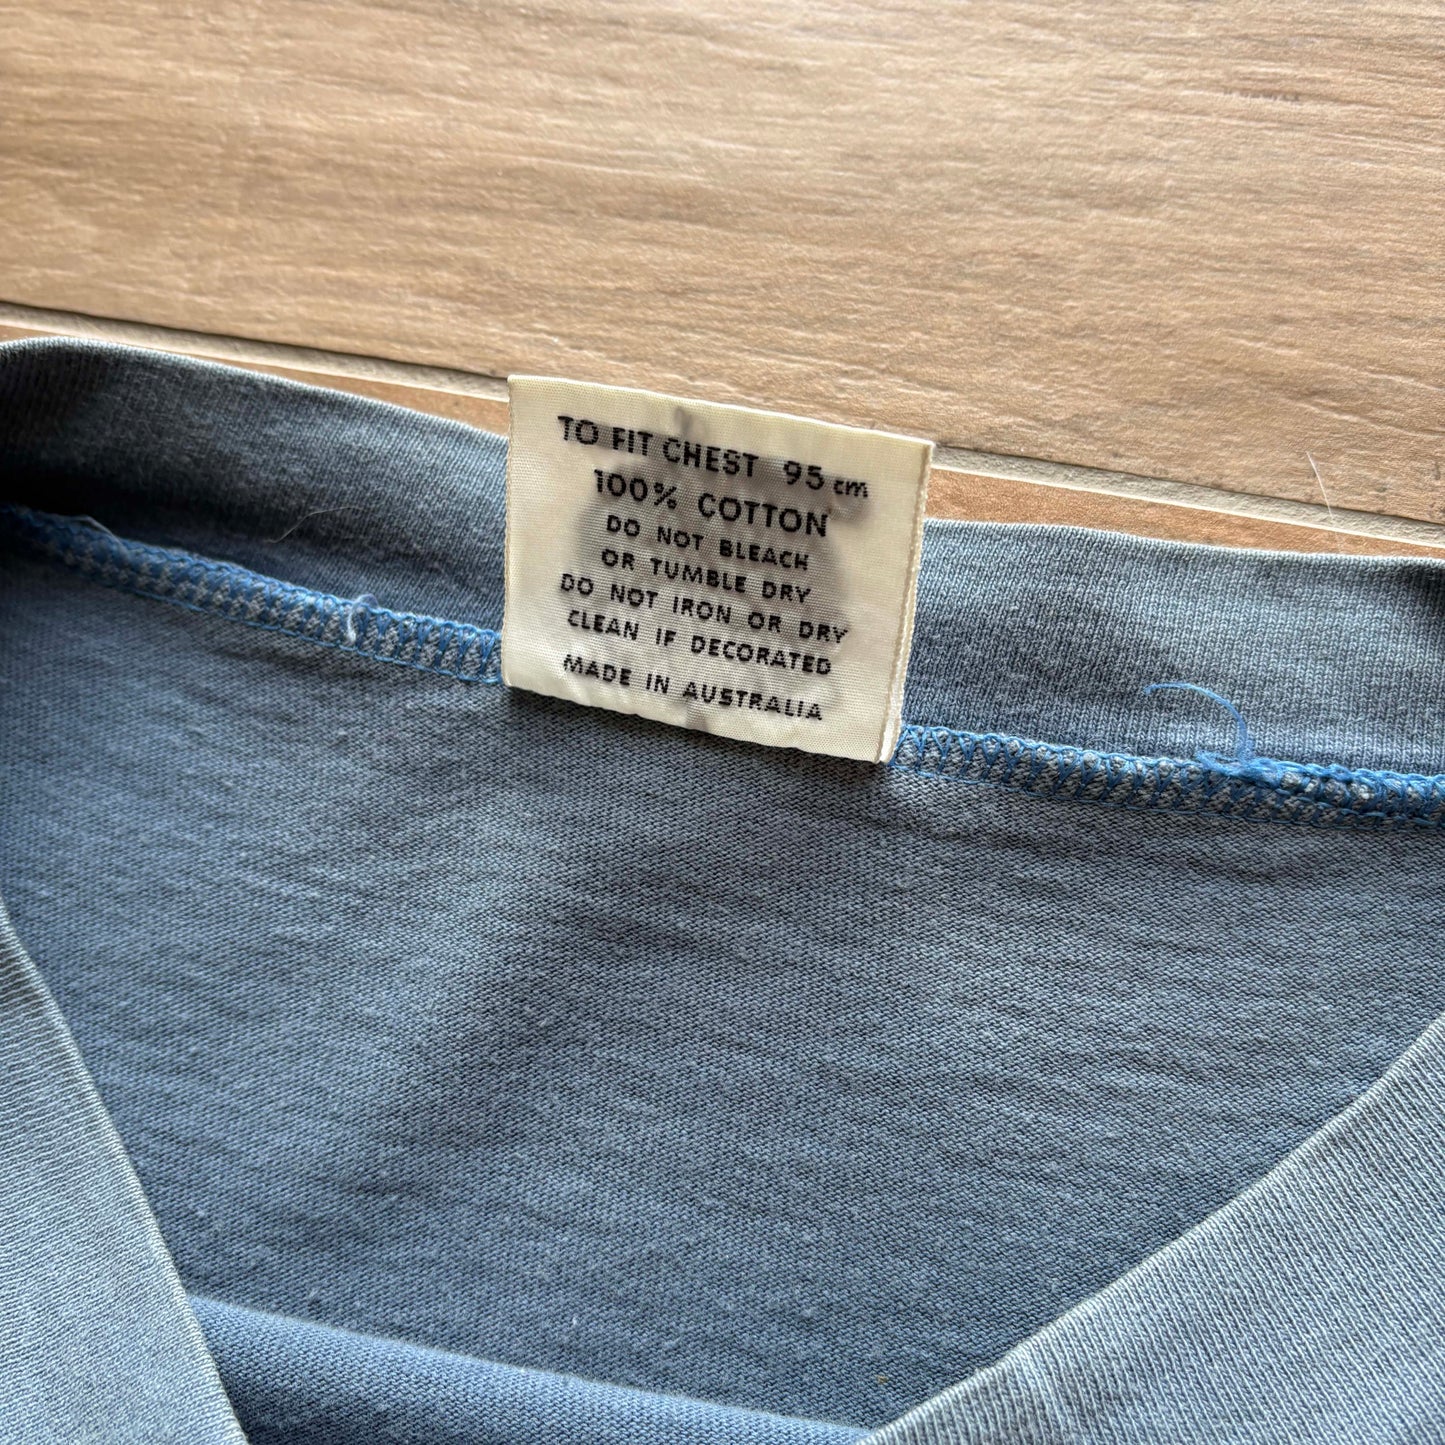 TO FIT CHEST 95 cm
100% COTTON
DO NOT BLEACH
OR TUMBLE DRY
DO NOT IRON OR DRY
CLEAN IF DECORATED
MADE IN AUSTRALIA